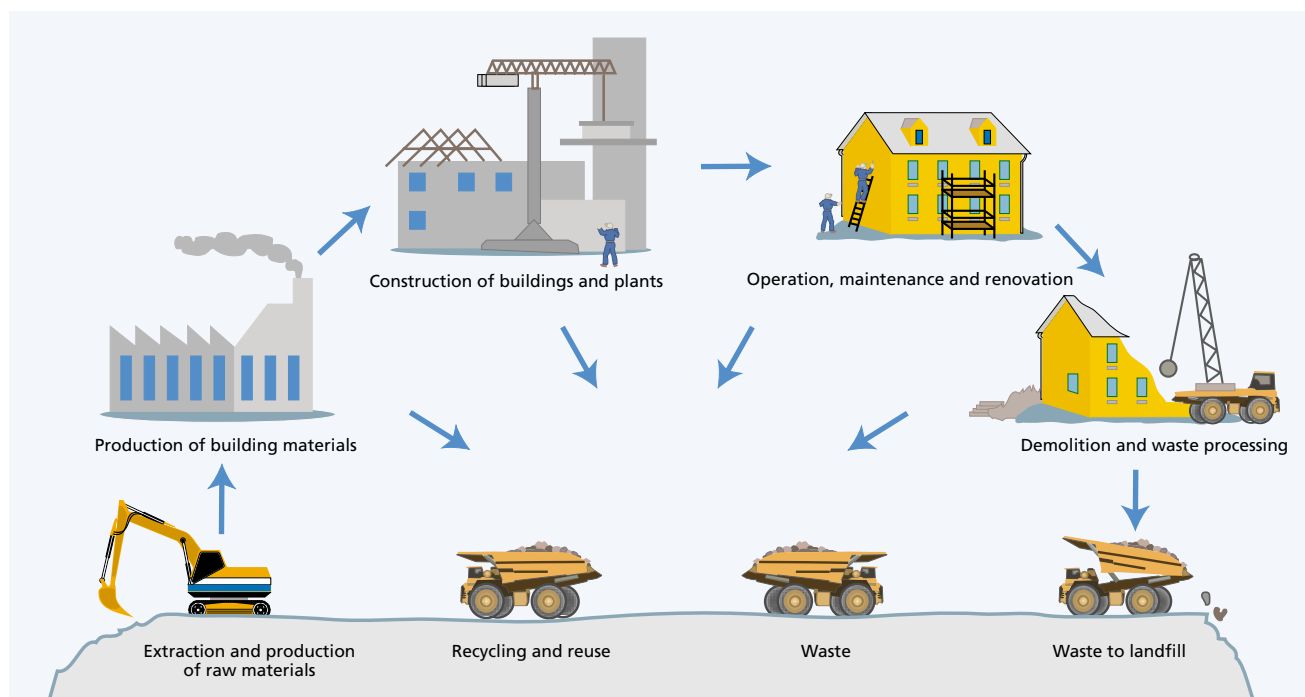 Construction of buildings and plants
Operation, maintenance and renovation
Production of building materials
Demolition and waste processing
Extraction and production
of raw materials
Recycling and reuse
Waste
Waste to landfill